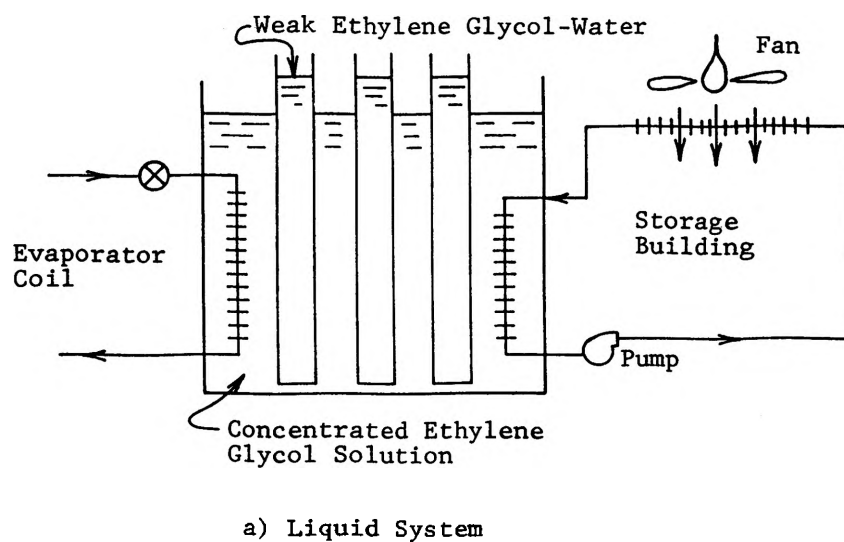 Weak Ethylene Glycol-Water
Fan
Evaporator
Coil
Storage
Building
Pump
Concentrated Ethylene
Glycol Solution
a) Liquid System